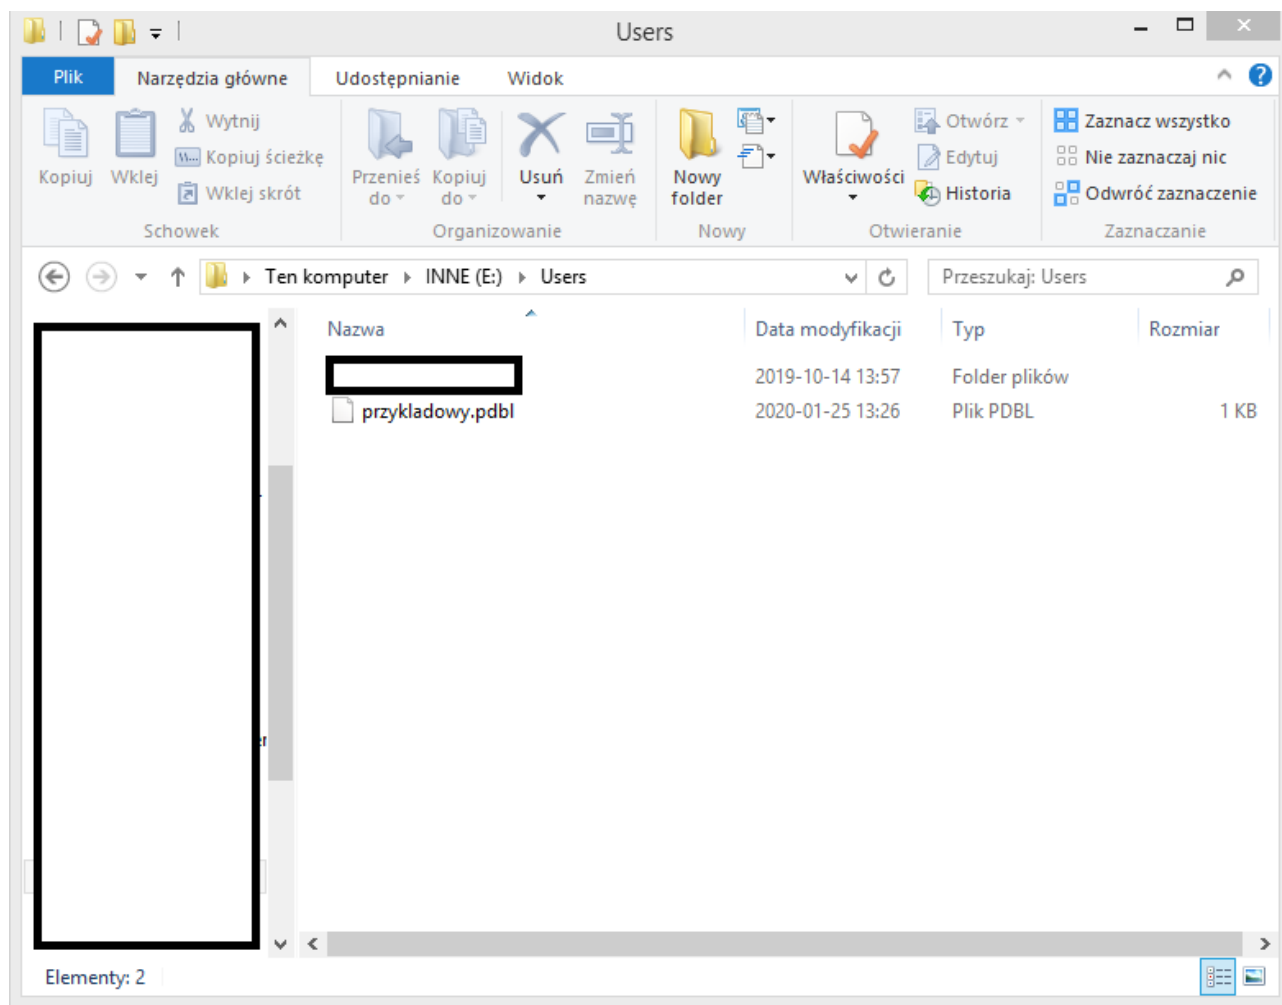 Users
Plik Narzędzia główne Udostępnianie Widok
Kopiuj
Wklej
Wytnij
Kopiuj ścieżkę
Wklej skrót
Schowek
Przenieś do
Kopiuj do
Usuń
Zmień nazwę
Organizowanie
Nowy folder
Nowy
Właściwości
Otwórz
Edytuj
Historia
Otwieranie
Zaznacz wszystko
Nie zaznaczaj nic
Odwróć zaznaczenie
Zaznaczanie
Ten komputer INNE (E:) Users
Przeszukaj: Users
Nazwa Data modyfikacji Typ Rozmiar
2019-10-14 13:57 Folder plików
przykladowy.pdbl 2020-01-25 13:26 Plik PDBL 1 KB
Elementy: 2